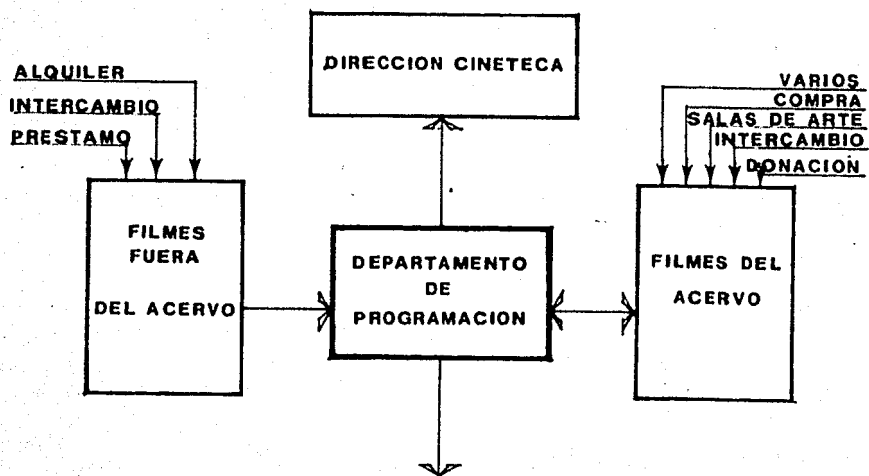 DIRECCION CINETECA
ALQUILER
INTERCAMBIO
PRESTAMO
VARIOS
COMPRA
SALAS DE ARTE
INTERCAMBIO
DONACION
FILMES
FUERA
DEL ACERVO
DEPARTAMENTO
DE
PROGRAMACION
FILMES DEL
ACERVO